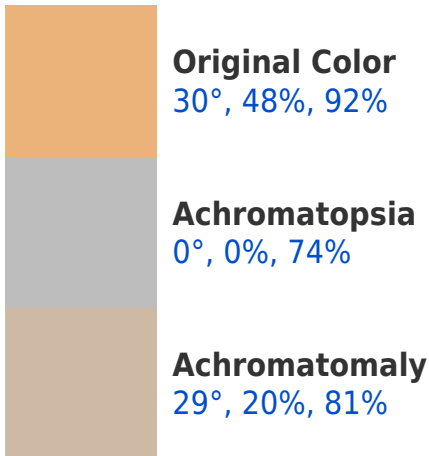 Original Color
30°, 48%, 92%
Achromatopsia
0°, 0%, 74%
Achromatomaly
29°, 20%, 81%